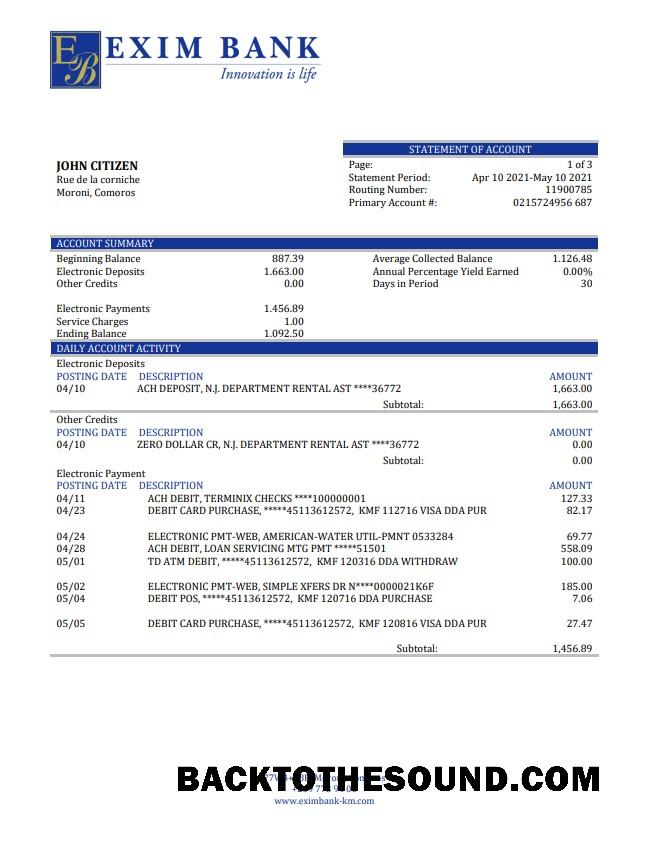 EB EXIM BANK
Innovation is life
STATEMENT OF ACCOUNT
JOHN CITIZEN
Rue de la corniche
Moroni, Comoros
Page: 1 of 3
Statement Period: Apr 10 2021-May 10 2021
Routing Number: 11900785
Primary Account #: 0215724956 687
ACCOUNT SUMMARY
Beginning Balance 887.39 Average Collected Balance 1.126.48
Electronic Deposits 1.663.00 Annual Percentage Yield Earned 0.00%
Other Credits 0.00 Days in Period 30
Electronic Payments 1.456.89
Service Charges 1.00
Ending Balance 1.092.50
DAILY ACCOUNT ACTIVITY
Electronic Deposits
POSTING DATE DESCRIPTION AMOUNT
04/10 ACH DEPOSIT, N.J. DEPARTMENT RENTAL AST ****36772 1,663.00
Subtotal: 1,663.00
Other Credits
POSTING DATE DESCRIPTION AMOUNT
04/10 ZERO DOLLAR CR, N.J. DEPARTMENT RENTAL AST ****36772 0.00
Subtotal: 0.00
Electronic Payment
POSTING DATE DESCRIPTION AMOUNT
04/11 ACH DEBIT, TERMINIX CHECKS ****100000001 127.33
04/23 DEBIT CARD PURCHASE, *****45113612572, KMF 112716 VISA DDA PUR 82.17
04/24 ELECTRONIC PMT-WEB, AMERICAN-WATER UTIL-PMNT 0533284 69.77
04/28 ACH DEBIT, LOAN SERVICING MTG PMT *****51501 558.09
05/01 TD ATM DEBIT, *****45113612572, KMF 120316 DDA WITHDRAW 100.00
05/02 ELECTRONIC PMT-WEB, SIMPLE XFERS DR N****0000021K6F 185.00
05/04 DEBIT POS, *****45113612572, KMF 120716 DDA PURCHASE 7.06
05/05 DEBIT CARD PURCHASE, *****45113612572, KMF 120816 VISA DDA PUR 27.47
Subtotal: 1,456.89
BACKTOTHESOUND.COM
www.eximbank-km.com